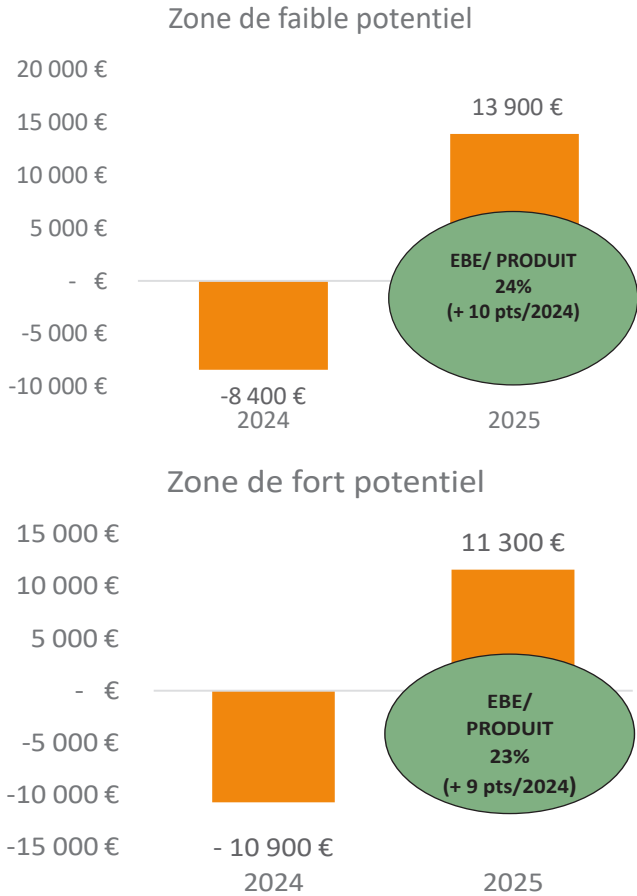 Zone de faible potentiel
20 000 €
15 000 €
10 000 €
5 000 €
- €
-5 000 €
-10 000 €
13 900 €
EBE/ PRODUIT
24%
(+ 10 pts/2024)
-8 400 €
2024
2025
Zone de fort potentiel
15 000 €
10 000 €
5 000 €
- €
-5 000 €
-10 000 €
-15 000 €
11 300 €
EBE/
PRODUIT
23%
(+ 9 pts/2024)
- 10 900 €
2024
2025